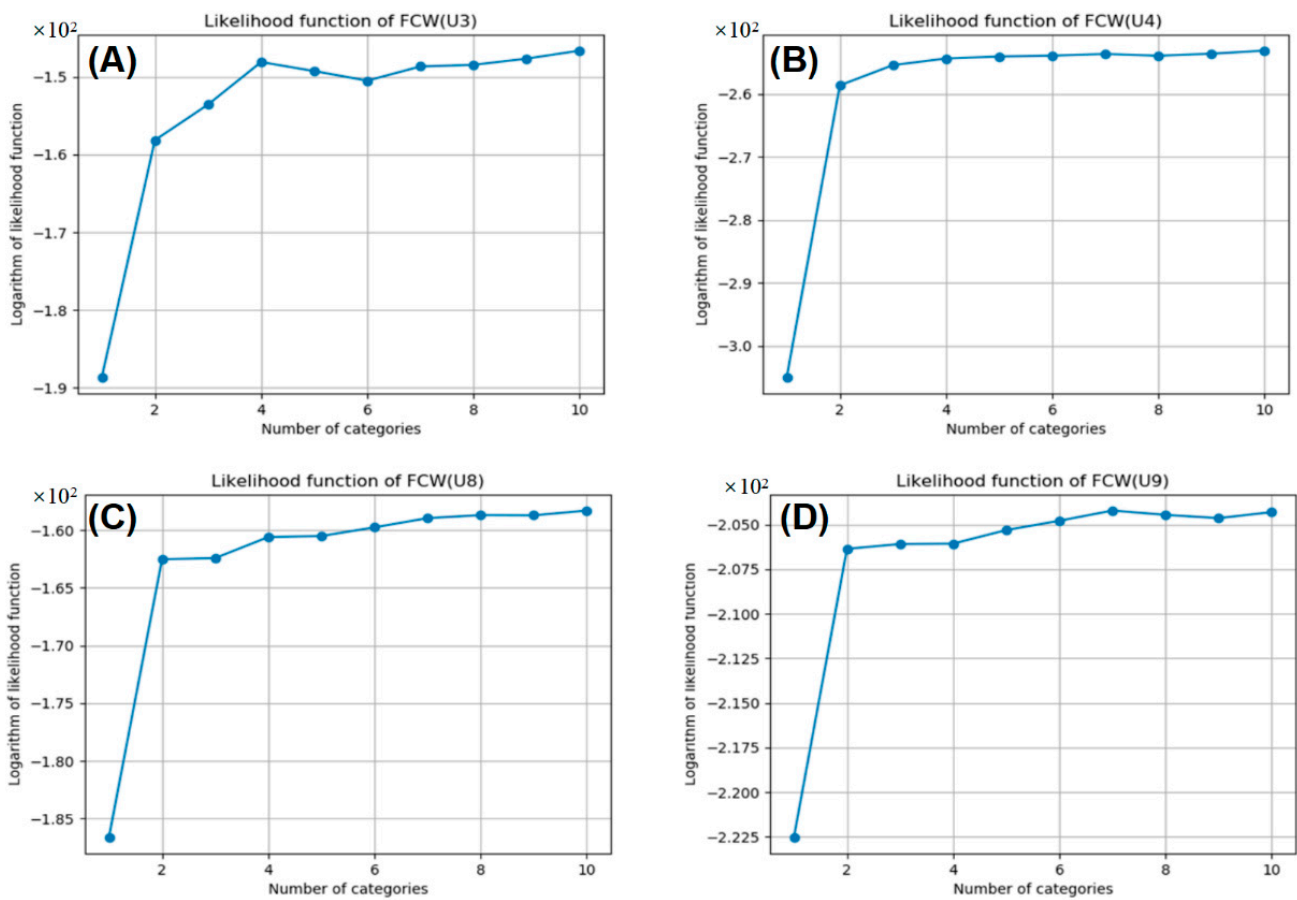 Likelihood function of FCW(U3)
×10²
(A)
Logarithm of likelihood function
−1.5
−1.6
−1.7
−1.8
−1.9
2 4 6 8 10
Number of categories
Likelihood function of FCW(U4)
×10²
(B)
Logarithm of likelihood function
−2.6
−2.7
−2.8
−2.9
−3.0
2 4 6 8 10
Number of categories
Likelihood function of FCW(U8)
×10²
(C)
Logarithm of likelihood function
−1.60
−1.65
−1.70
−1.75
−1.80
−1.85
2 4 6 8 10
Number of categories
Likelihood function of FCW(U9)
×10²
(D)
Logarithm of likelihood function
−2.050
−2.075
−2.100
−2.125
−2.150
−2.175
−2.200
−2.225
2 4 6 8 10
Number of categories